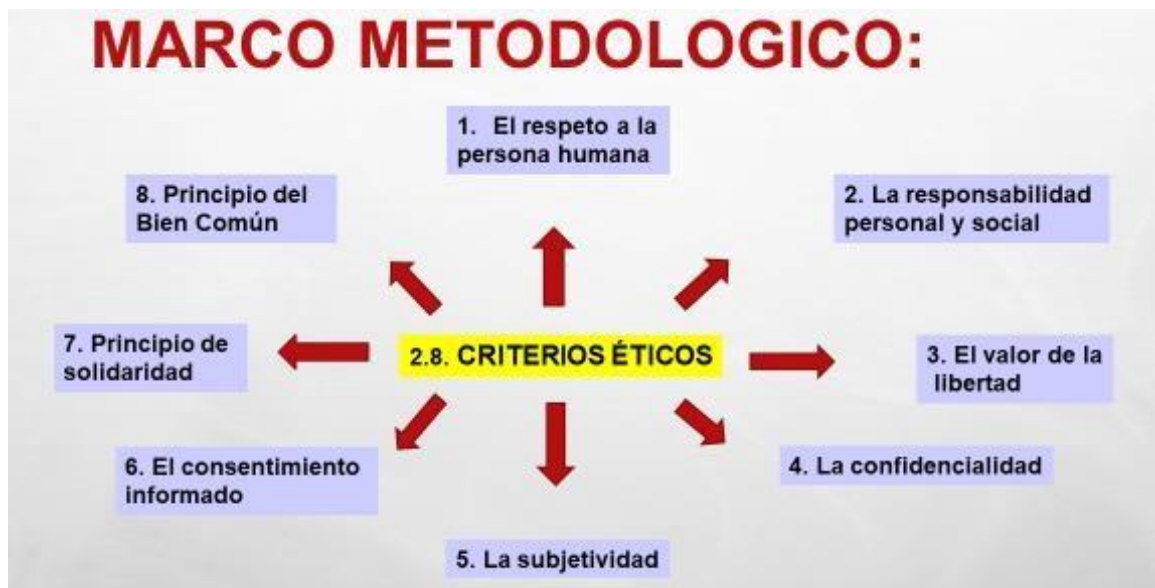 MARCO METODOLOGICO:
1. El respeto a la
persona humana
8. Principio del
Bien Común
2. La responsabilidad
personal y social
7. Principio de
solidaridad
2.8. CRITERIOS ÉTICOS
3. El valor de la
libertad
6. El consentimiento
informado
4. La confidencialidad
5. La subjetividad